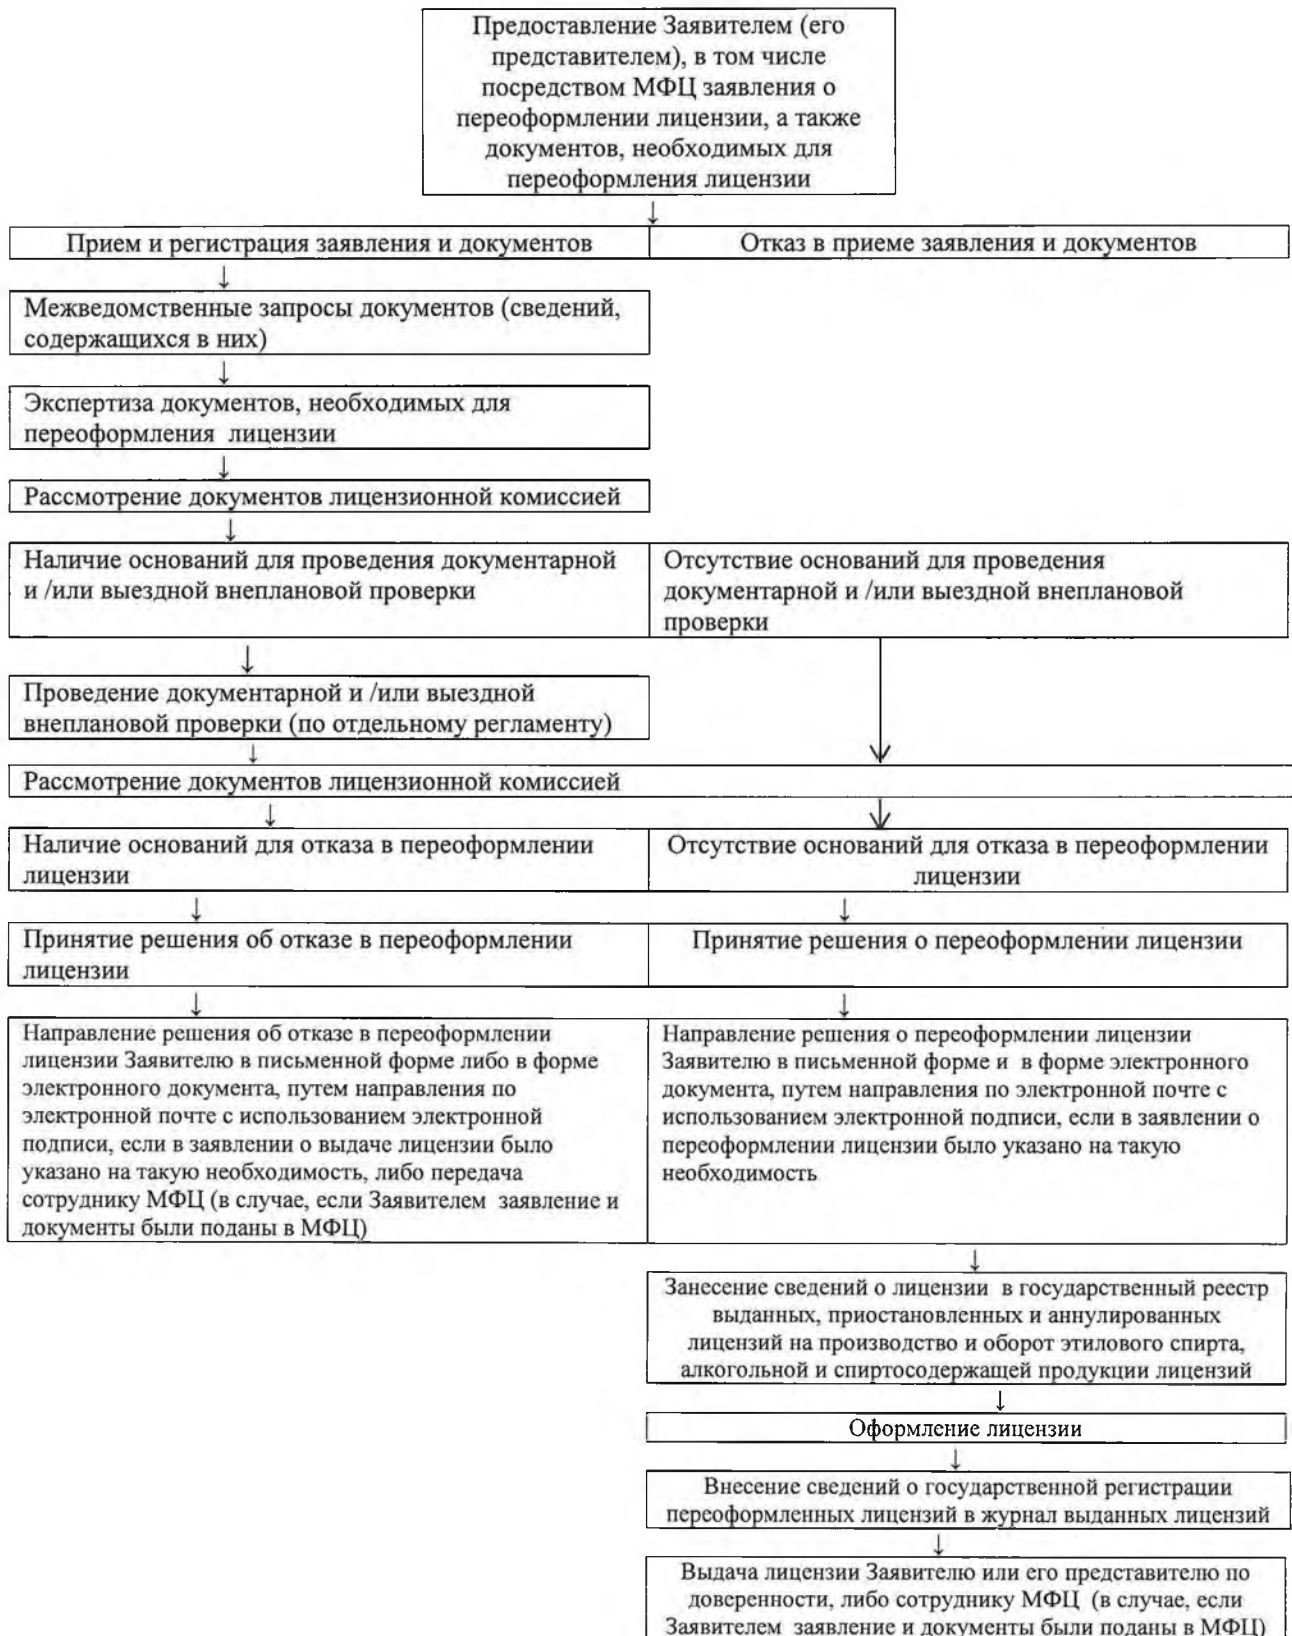 Предоставление Заявителем (его
представителем), в том числе
посредством МФЦ заявления о
переоформлении лицензии, а также
документов, необходимых для
переоформления лицензии
↓
Прием и регистрация заявления и документов
Отказ в приеме заявления и документов
↓
Межведомственные запросы документов (сведений,
содержащихся в них)
↓
Экспертиза документов, необходимых для
переоформления лицензии
↓
Рассмотрение документов лицензионной комиссией
↓
Наличие оснований для проведения документарной
и /или выездной внеплановой проверки
Отсутствие оснований для проведения
документарной и /или выездной внеплановой
проверки
↓
Проведение документарной и /или выездной
внеплановой проверки (по отдельному регламенту)
↓
Рассмотрение документов лицензионной комиссией
↓
Наличие оснований для отказа в переоформлении
лицензии
Отсутствие оснований для отказа в переоформлении
лицензии
↓
↓
Принятие решения об отказе в переоформлении
лицензии
Принятие решения о переоформлении лицензии
↓
↓
Направление решения об отказе в переоформлении
лицензии Заявителю в письменной форме либо в форме
электронного документа, путем направления по
электронной почте с использованием электронной
подписи, если в заявлении о выдаче лицензии было
указано на такую необходимость, либо передача
сотруднику МФЦ (в случае, если Заявителем заявление и
документы были поданы в МФЦ)
Направление решения о переоформлении лицензии
Заявителю в письменной форме и в форме электронного
документа, путем направления по электронной почте с
использованием электронной подписи, если в заявлении о
переоформлении лицензии было указано на такую
необходимость
↓
Занесение сведений о лицензии в государственный реестр
выданных, приостановленных и аннулированных
лицензий на производство и оборот этилового спирта,
алкогольной и спиртосодержащей продукции лицензий
↓
Оформление лицензии
↓
Внесение сведений о государственной регистрации
переоформленных лицензий в журнал выданных лицензий
↓
Выдача лицензии Заявителю или его представителю по
доверенности, либо сотруднику МФЦ (в случае, если
Заявителем заявление и документы были поданы в МФЦ)